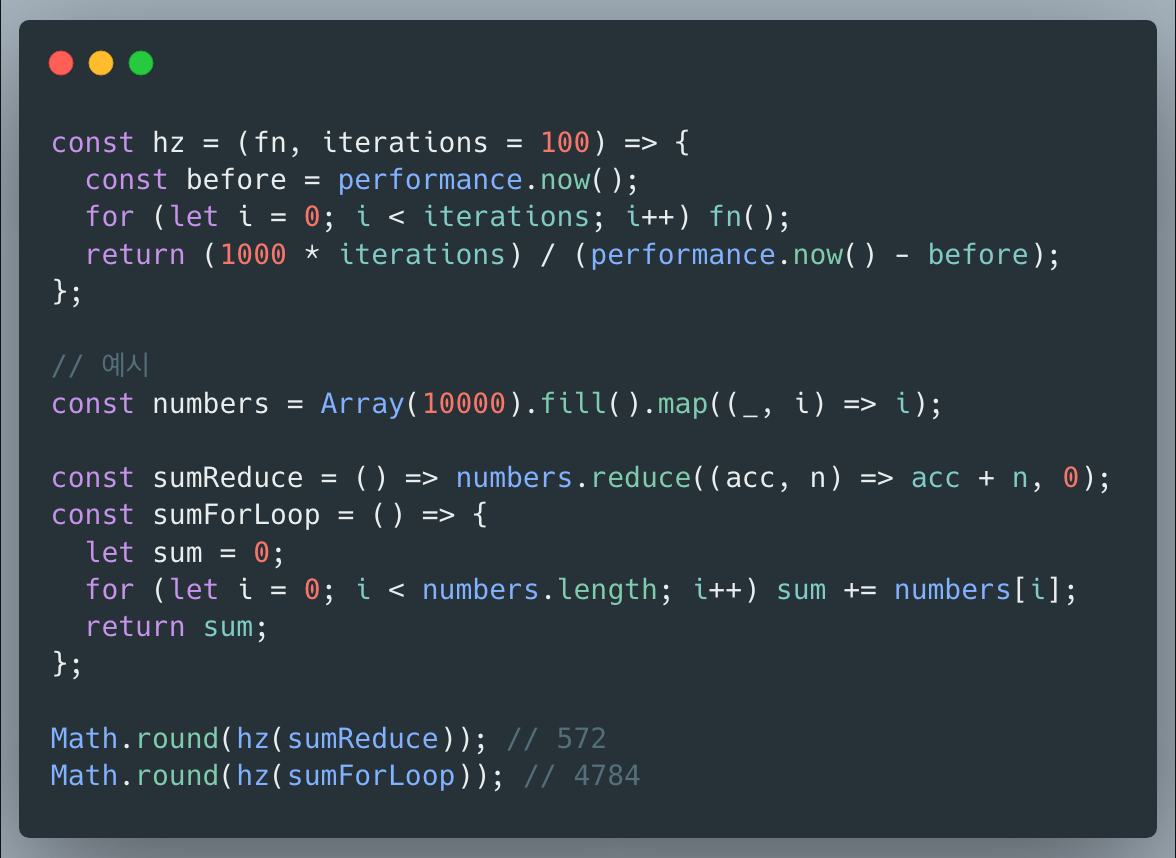 const hz = (fn, iterations = 100) => {
  const before = performance.now();
  for (let i = 0; i < iterations; i++) fn();
  return (1000 * iterations) / (performance.now() - before);
};

// 예시
const numbers = Array(10000).fill().map((_, i) => i);

const sumReduce = () => numbers.reduce((acc, n) => acc + n, 0);
const sumForLoop = () => {
  let sum = 0;
  for (let i = 0; i < numbers.length; i++) sum += numbers[i];
  return sum;
};

Math.round(hz(sumReduce)); // 572
Math.round(hz(sumForLoop)); // 4784